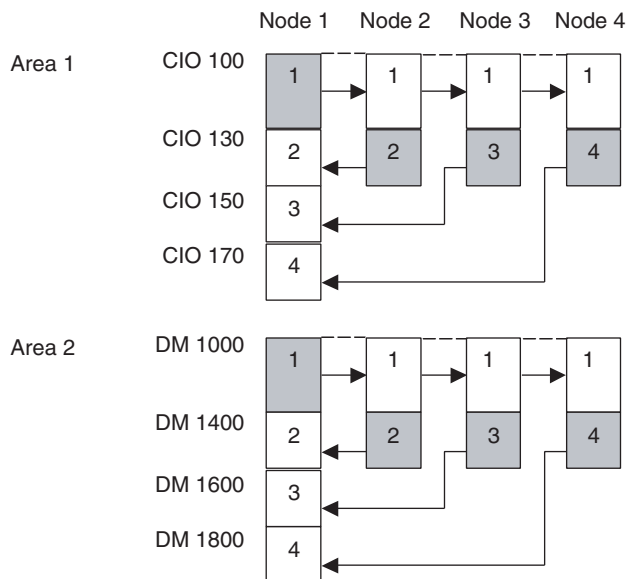 Node 1 Node 2 Node 3 Node 4
Area 1 CIO 100 1 1 1 1
CIO 130 2 2 3 4
CIO 150 3
CIO 170 4
Area 2 DM 1000 1 1 1 1
DM 1400 2 2 3 4
DM 1600 3
DM 1800 4